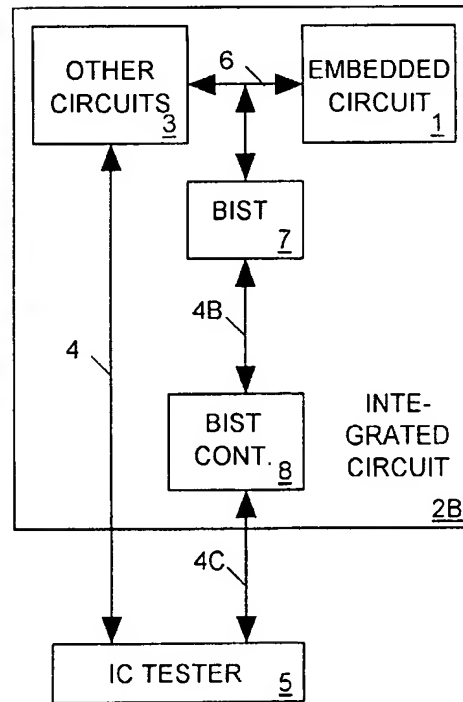 OTHER
CIRCUITS
3
6
EMBEDDED
CIRCUIT
1
BIST
7
4
4B
BIST
CONT.
8
INTE-
GRATED
CIRCUIT
2B
4C
IC TESTER
5